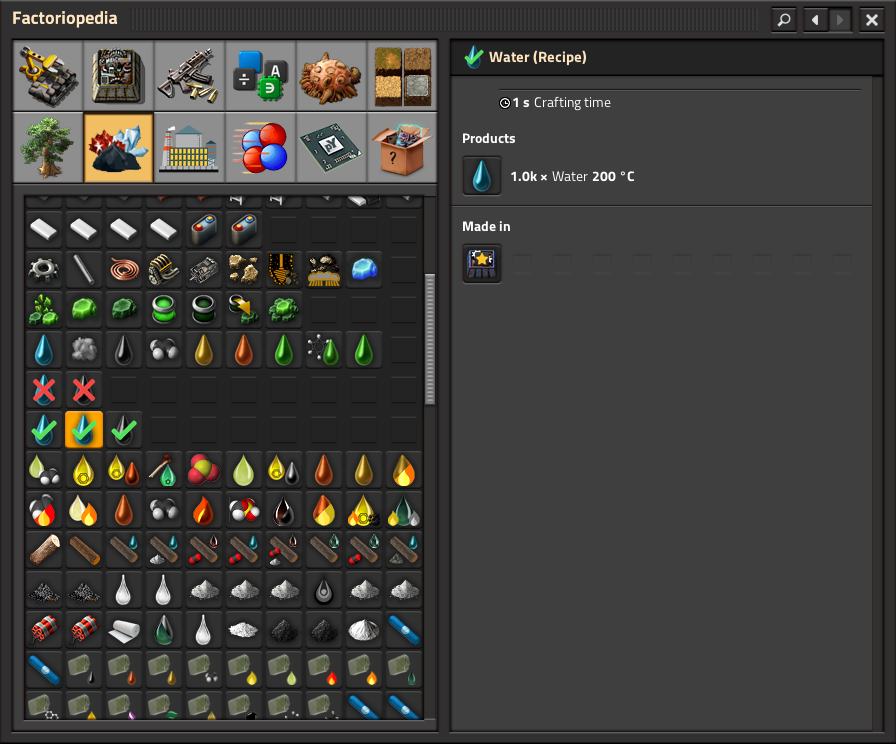 Factoriopedia
Water (Recipe)
1 s Crafting time
Products
1.0k × Water 200 °C
Made in